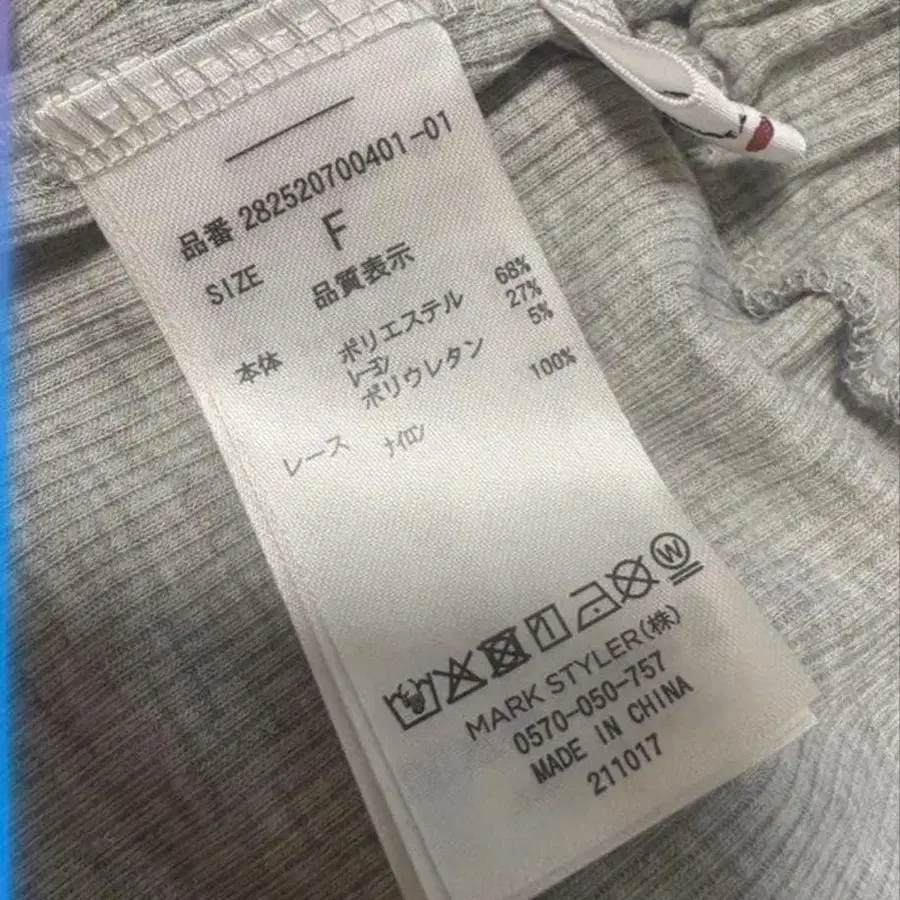 品番 282520700401-01
SIZE F
品質表示
本体 ポリエステル 68%
レーヨン 27%
ポリウレタン 5%
レース ナイロン 100%
W
MARK STYLER(株)
0570-050-757
MADE IN CHINA
211017